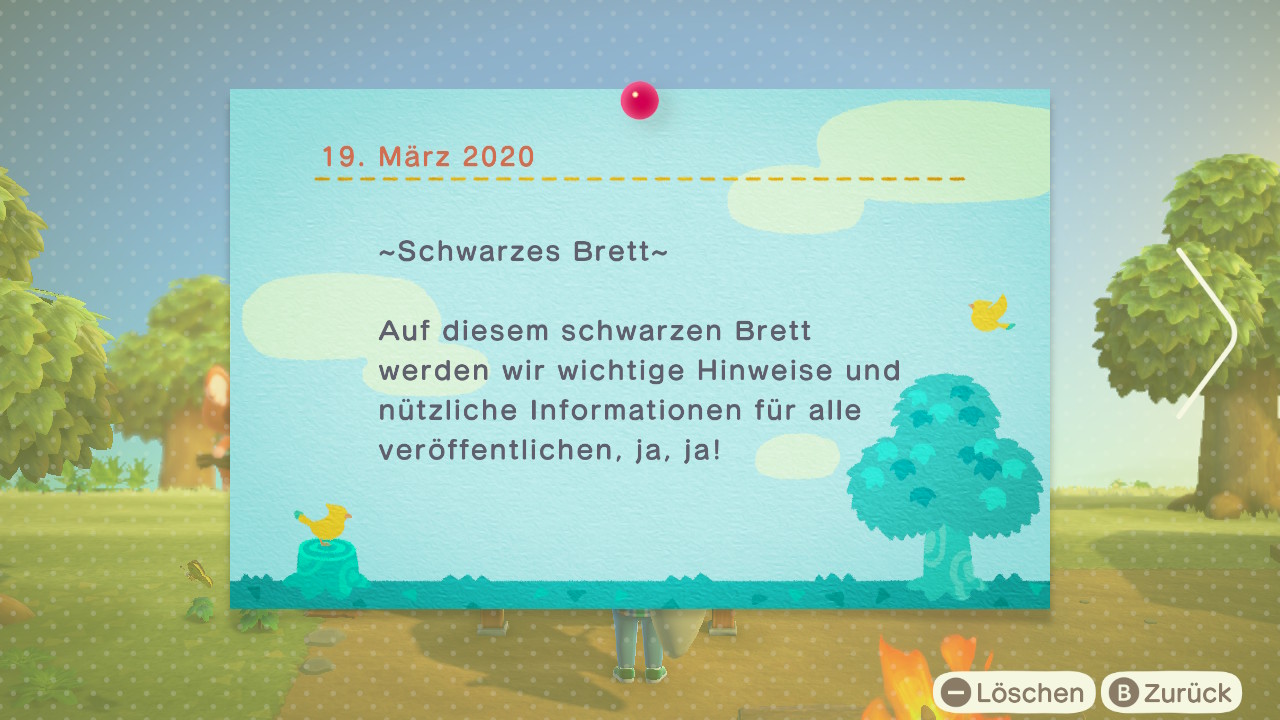 19. März 2020
~Schwarzes Brett~
Auf diesem schwarzen Brett
werden wir wichtige Hinweise und
nützliche Informationen für alle
veröffentlichen, ja, ja!
Löschen
B Zurück